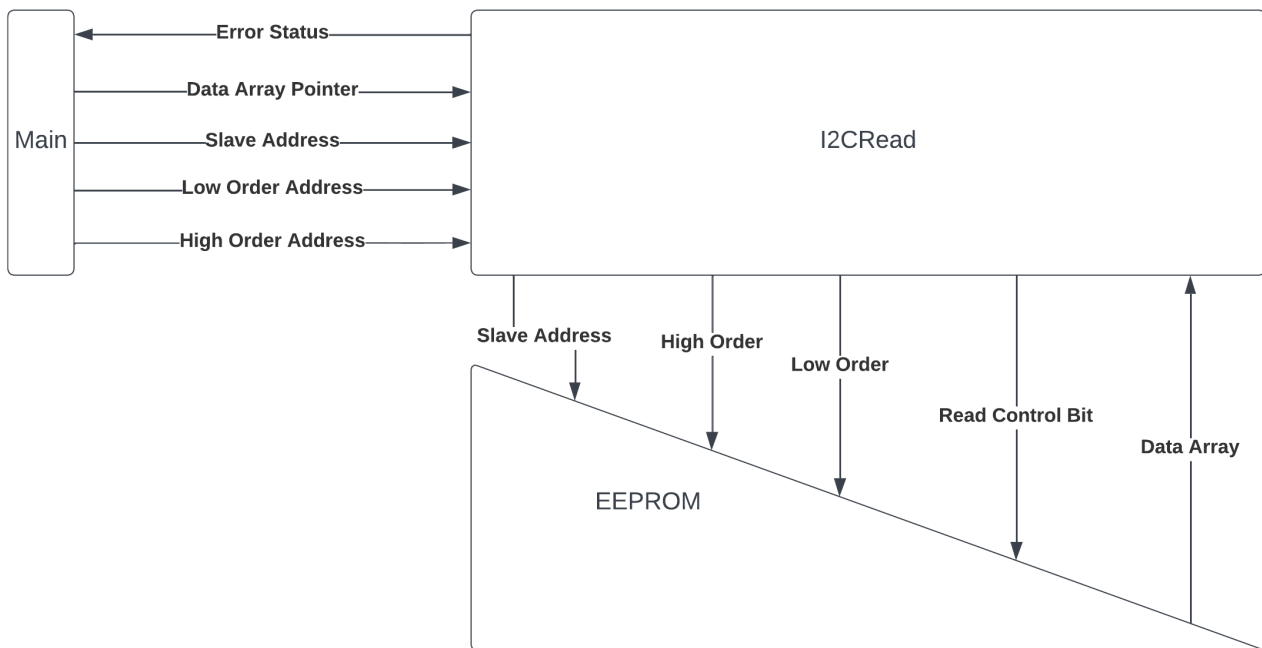 Error Status
Data Array Pointer
Main
Slave Address
I2CRead
Low Order Address
High Order Address
Slave Address
High Order
Low Order
Read Control Bit
Data Array
EEPROM